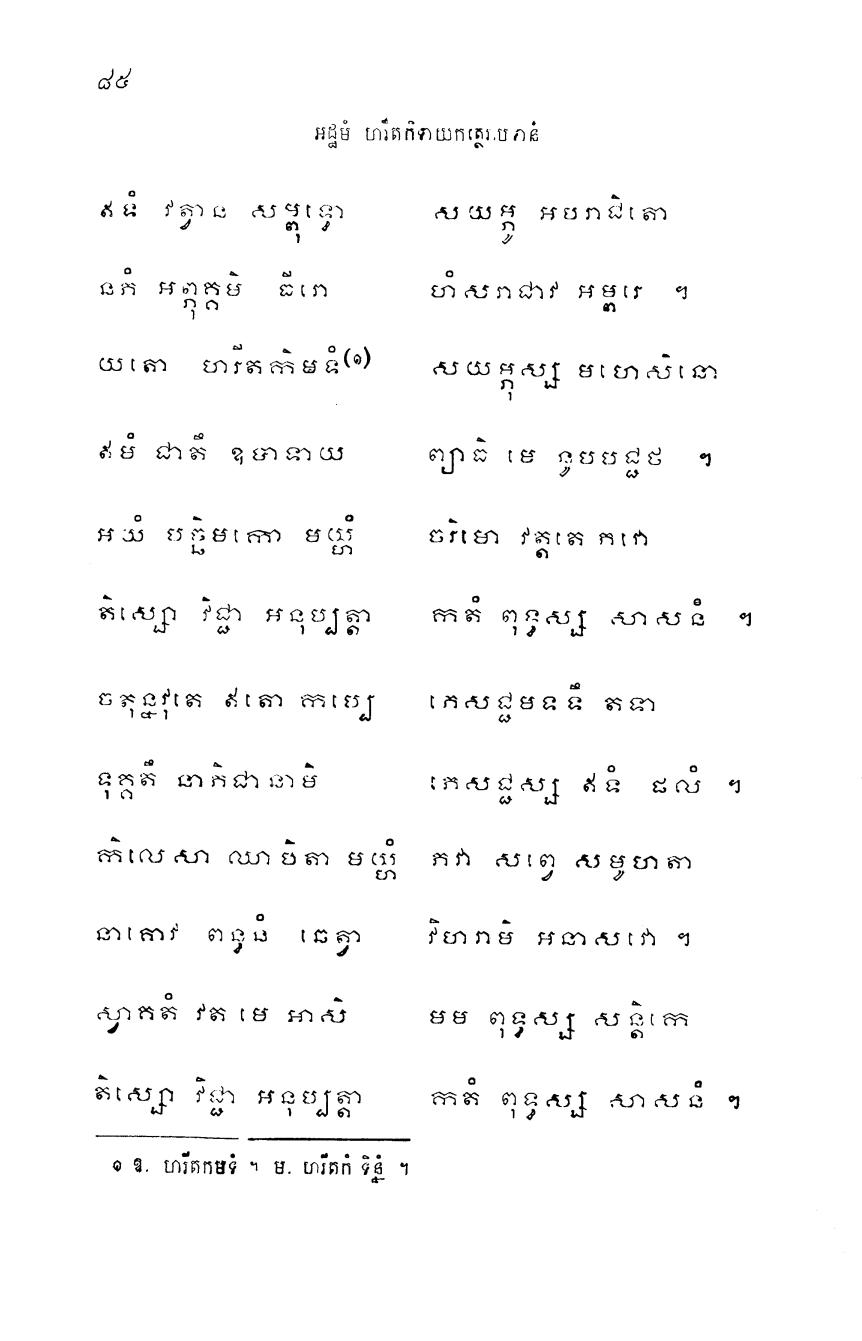 ៨៥
អដ្ឋមំ ហរីតកិទាយកត្ថេរាបទានំ
ឥទំ វត្វាន សម្ពុទ្ធោ សយម្ភូ អបរាជិតោ
នភំ អព្ភុគ្គមិ ធីរោ ហំសរាជាវ អម្ពរេ ។
យតោ ហរីតកិមទំ(១) សយម្ភុស្ស មហេសិនោ
ឥមំ ជាតឹ ឧបាទាយ ព្យាធិ មេ នូបបជ្ជថ ។
អយំ បច្ឆិមកោ មយ្ហំ ចរិមោ វត្តតេ ភវោ
តិស្សោ វិជ្ជា អនុប្បត្តា កតំ ពុទ្ធស្ស សាសនំ ។
ចតុន្នវុតេ ឥតោ កប្បេ ភេសជ្ជមទទឹ តទា
ទុគ្គតឹ នាភិជានាមិ ភេសជ្ជស្ស ឥទំ ផលំ ។
កិលេសា ឈាបិតា មយ្ហំ ភវា សព្វេ សមូហតា
នាគោវ ពន្ធនំ ឆេត្វា វិហរាមិ អនាសវោ ។
ស្វាគតំ វត មេ អាសិ មម ពុទ្ធស្ស សន្តិកេ
តិស្សោ វិជ្ជា អនុប្បត្តា កតំ ពុទ្ធស្ស សាសនំ ។
១ ឱ. ហរីតកមទំ ។ ម. ហរីតកំ ទិន្នំ ។